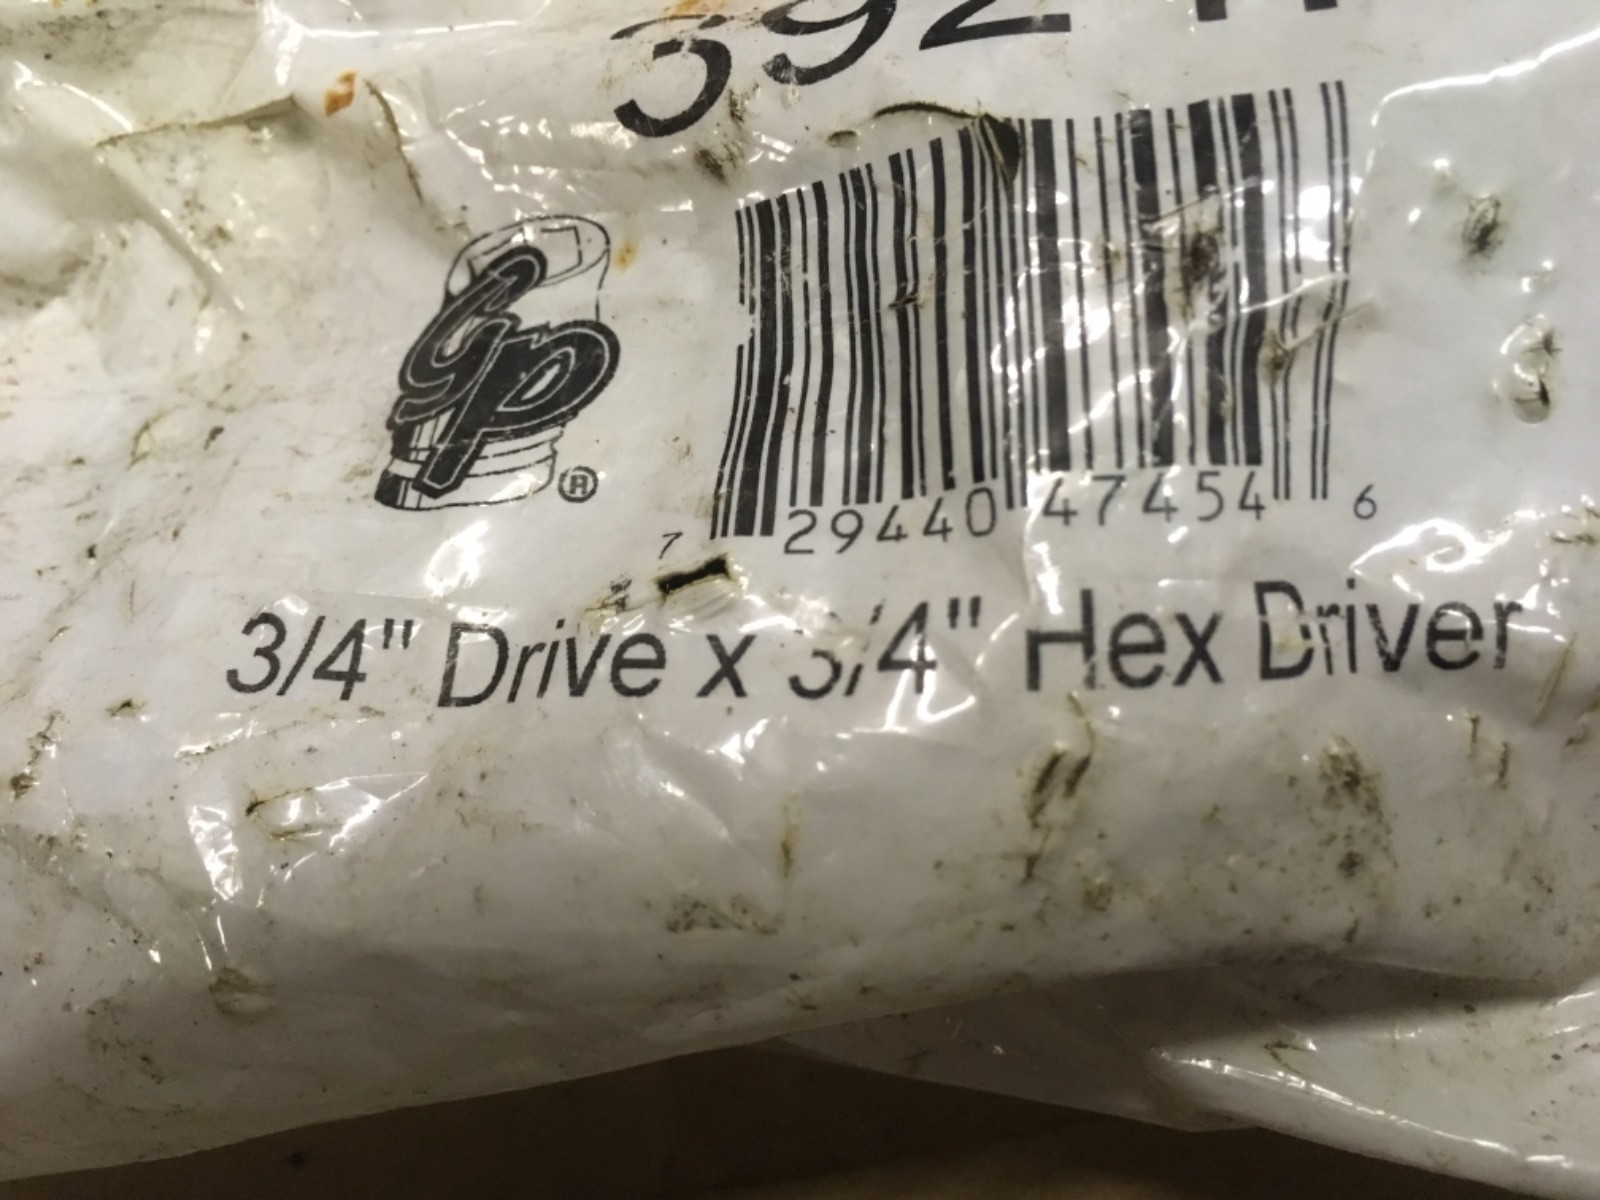 GP®
7 29440 47454 6
3/4" Drive x 3/4" Hex Driver